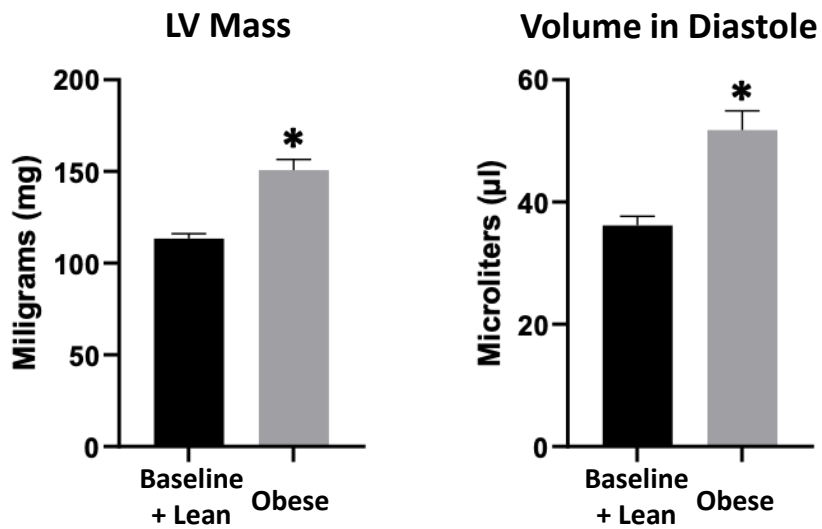 LV Mass
Miligrams (mg)
200
150
100
50
0
*
Baseline
+ Lean
Obese
Volume in Diastole
Microliters (µl)
60
40
20
0
*
Baseline
+ Lean
Obese